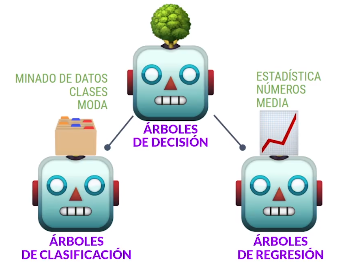 MINADO DE DATOS
CLASES
MODA
ESTADÍSTICA
NÚMEROS
MEDIA
ÁRBOLES
DE DECISIÓN
ÁRBOLES
DE CLASIFICACIÓN
ÁRBOLES
DE REGRESIÓN